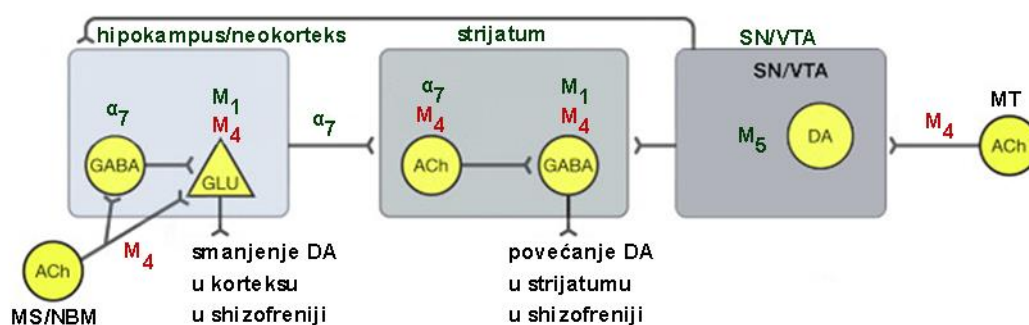 hipokampus/neokorteks
strijatum
SN/VTA
SN/VTA
α7
M1
M4
GABA
GLU
α7
α7
M4
ACh
M1
M4
GABA
M5
DA
M4
MT
ACh
ACh
M4
MS/NBM
smanjenje DA
u korteksu
u shizofreniji
povećanje DA
u strijatumu
u shizofreniji